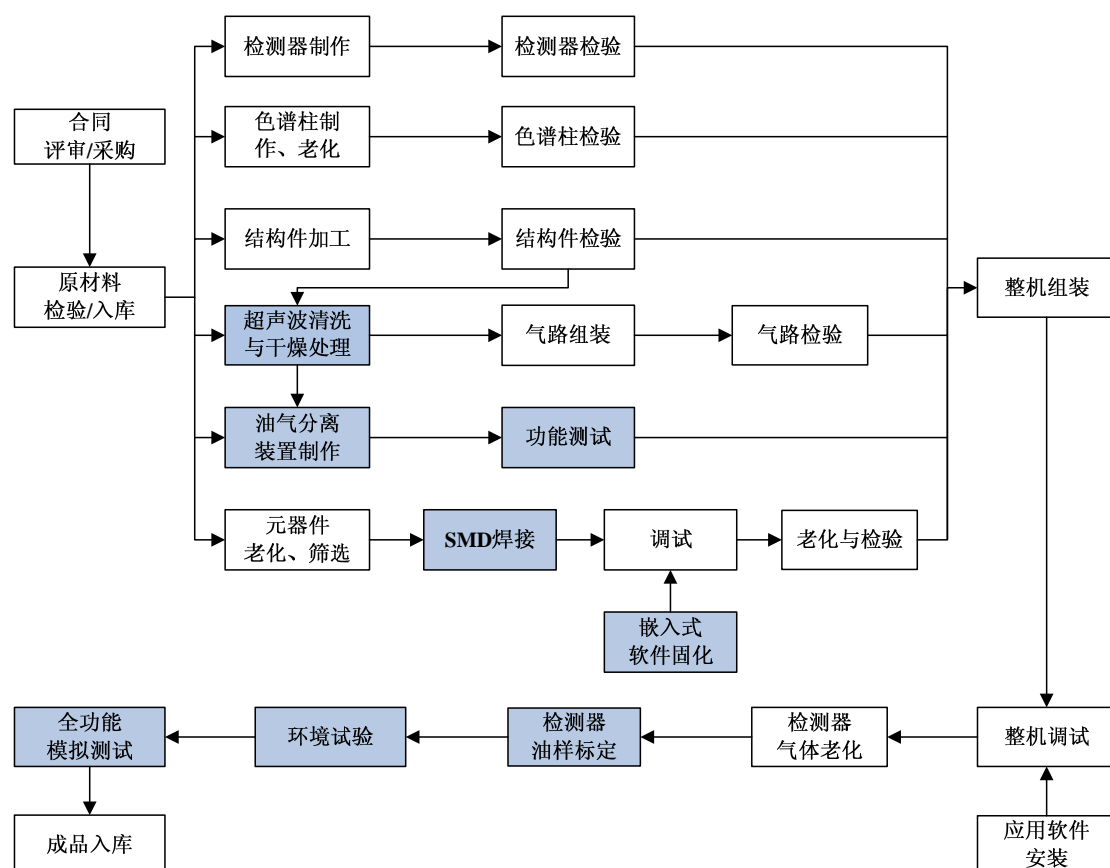 检测器制作
检测器检验
合同
评审/采购
色谱柱制
作、老化
色谱柱检验
结构件加工
结构件检验
原材料
检验/入库
整机组装
超声波清洗
与干燥处理
气路组装
气路检验
油气分离
装置制作
功能测试
元器件
老化、筛选
SMD焊接
调试
老化与检验
嵌入式
软件固化
全功能
模拟测试
环境试验
检测器
油样标定
检测器
气体老化
整机调试
成品入库
应用软件
安装